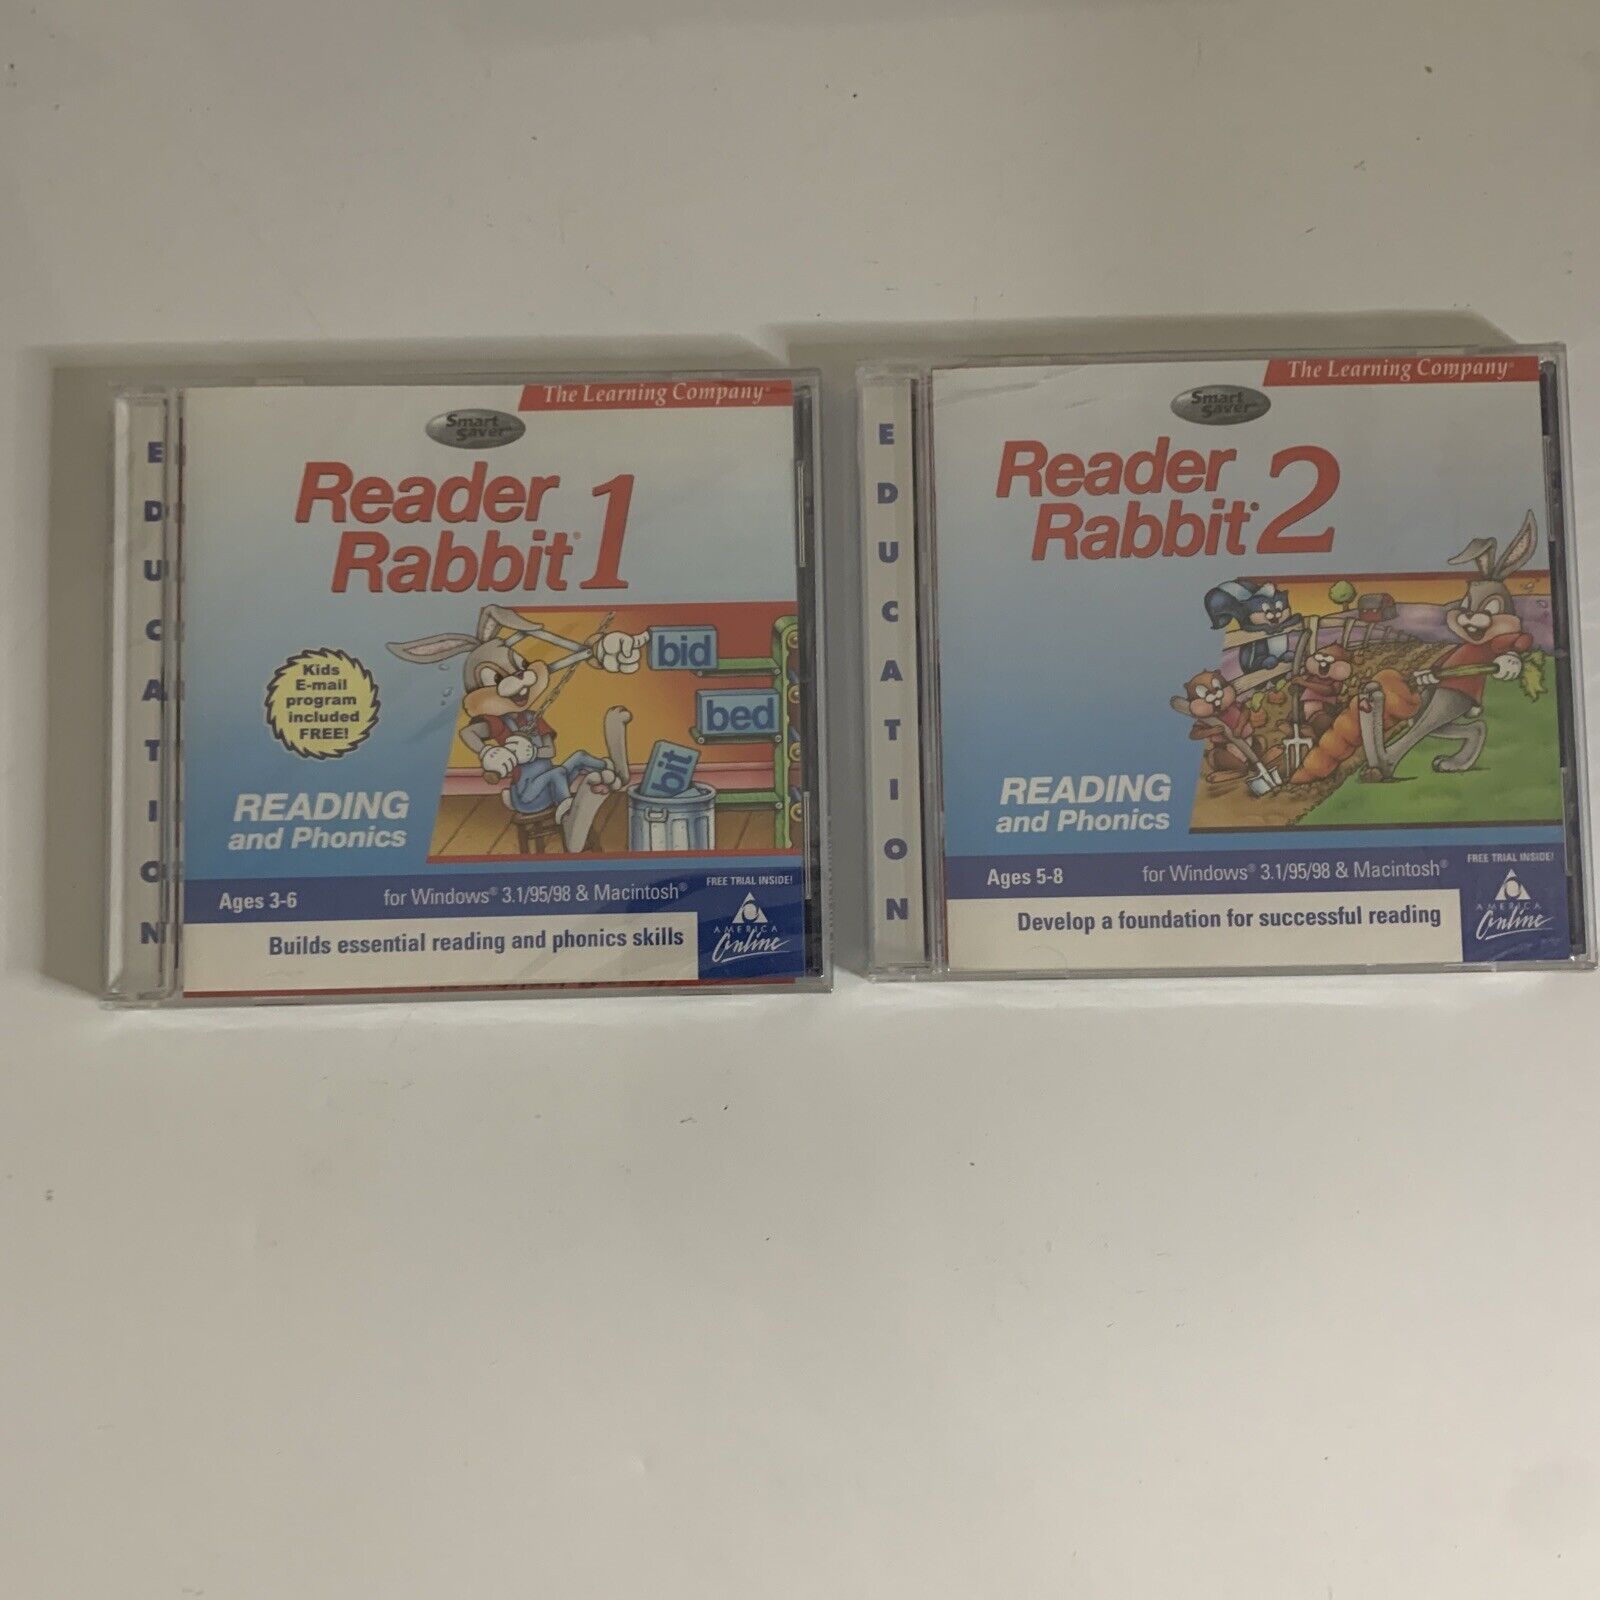 EDUCATION
The Learning Company®
Smart
Saver™
Reader
Rabbit® 1
Kids
E-mail
program
included
FREE!
bid
bed
bit
READING
and Phonics
Ages 3-6
for Windows® 3.1/95/98 & Macintosh®
FREE TRIAL INSIDE!
AMERICA
Online
Builds essential reading and phonics skills
EDUCATION
The Learning Company®
Smart
Saver™
Reader
Rabbit® 2
READING
and Phonics
Ages 5-8
for Windows® 3.1/95/98 & Macintosh®
FREE TRIAL INSIDE!
AMERICA
Online
Develop a foundation for successful reading